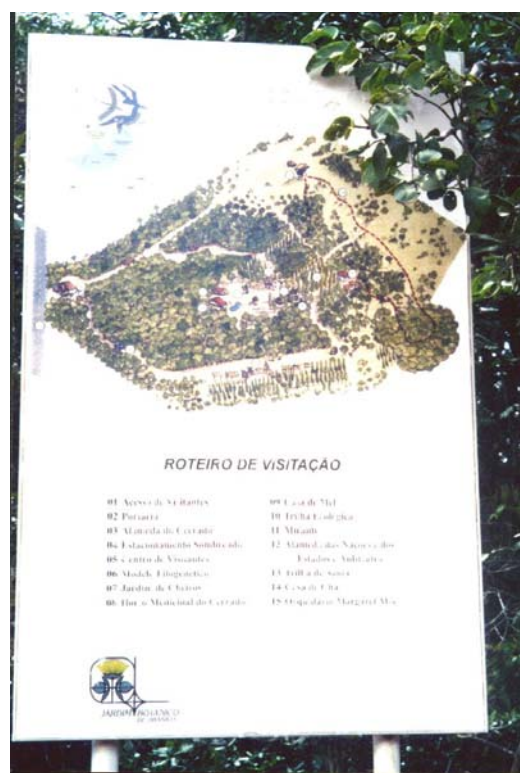 ROTEIRO DE VISITAÇÃO
01 Acesso de Visitantes
02 Portaria
03 Alameda do Cerrado
04 Estacionamento Sombreado
05 Centro de Visitantes
06 Modelo Filogenético
07 Jardim de Cheiros
08 Horto Medicinal do Cerrado
09 Casa de Mel
10 Trilha Ecológica
11 Mirante
12 Alameda das Nações e dos
Estados
13 Trilha de
14 Casa de Chá
15 Orquidário Margaret Mee
JARDIM BOTÂNICO
DE BRASÍLIA